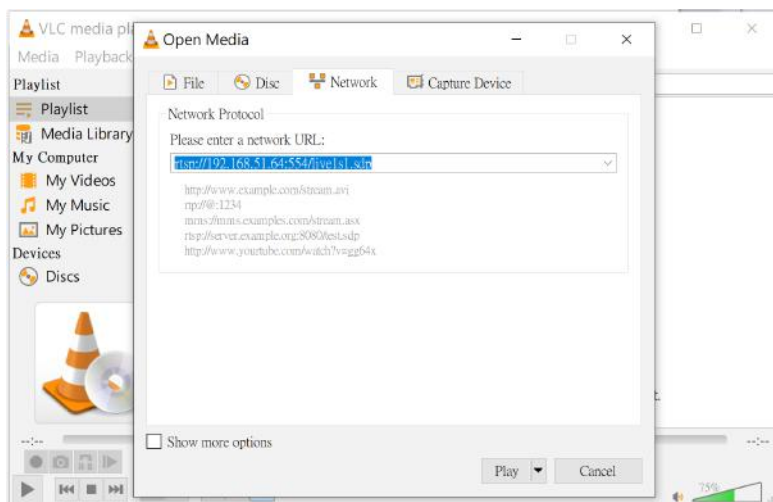 VLC media pla
Open Media
Media Playback
Playlist
File
Disc
Network
Capture Device
Playlist
Media Library
My Computer
My Videos
My Music
My Pictures
Devices
Discs
Network Protocol
Please enter a network URL:
rtsp://192.168.51.64:554/live1s1.sdp
http://www.example.com/stream.avi
rtp://@:1234
mms://mms.examples.com/stream.asx
rtsp://server.example.org:8080/test.sdp
http://www.yourtube.com/watch?v=gg64x
--:--
Show more options
--:--
Play
Cancel
75%